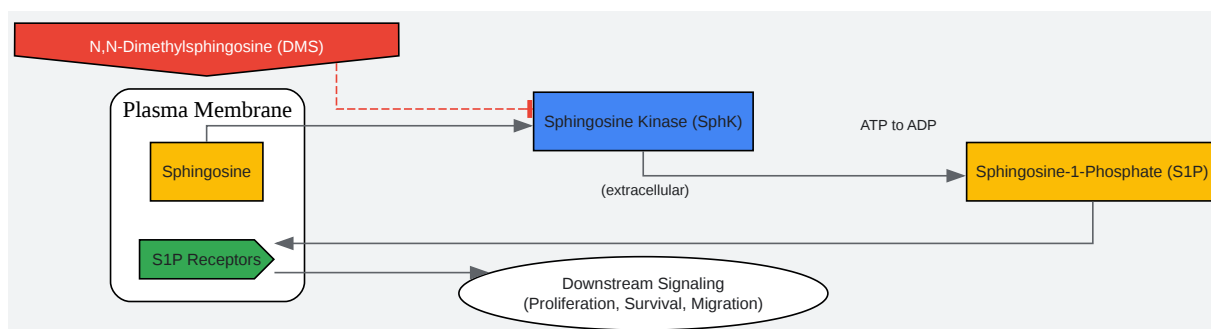 N,N-Dimethylsphingosine (DMS)
Plasma Membrane
Sphingosine
Sphingosine Kinase (SphK)
ATP to ADP
Sphingosine-1-Phosphate (S1P)
(extracellular)
S1P Receptors
Downstream Signaling
(Proliferation, Survival, Migration)